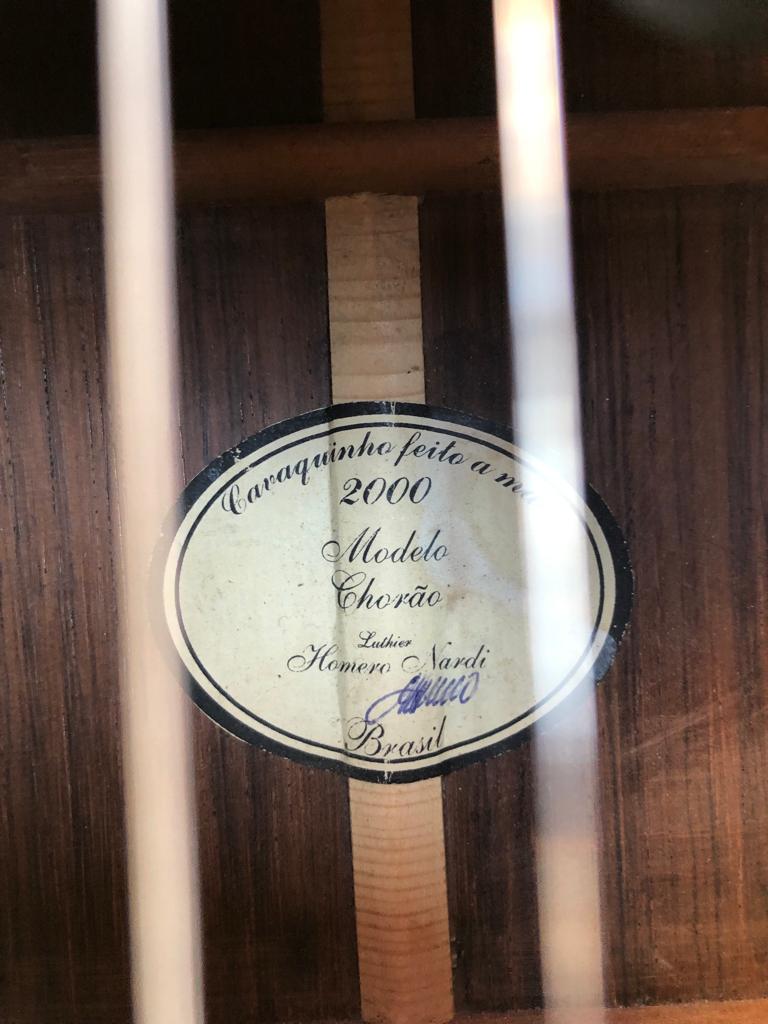 Cavaquinho feito a
2000
Modelo
Chorão
Luthier
Homero Nardi
Brasil